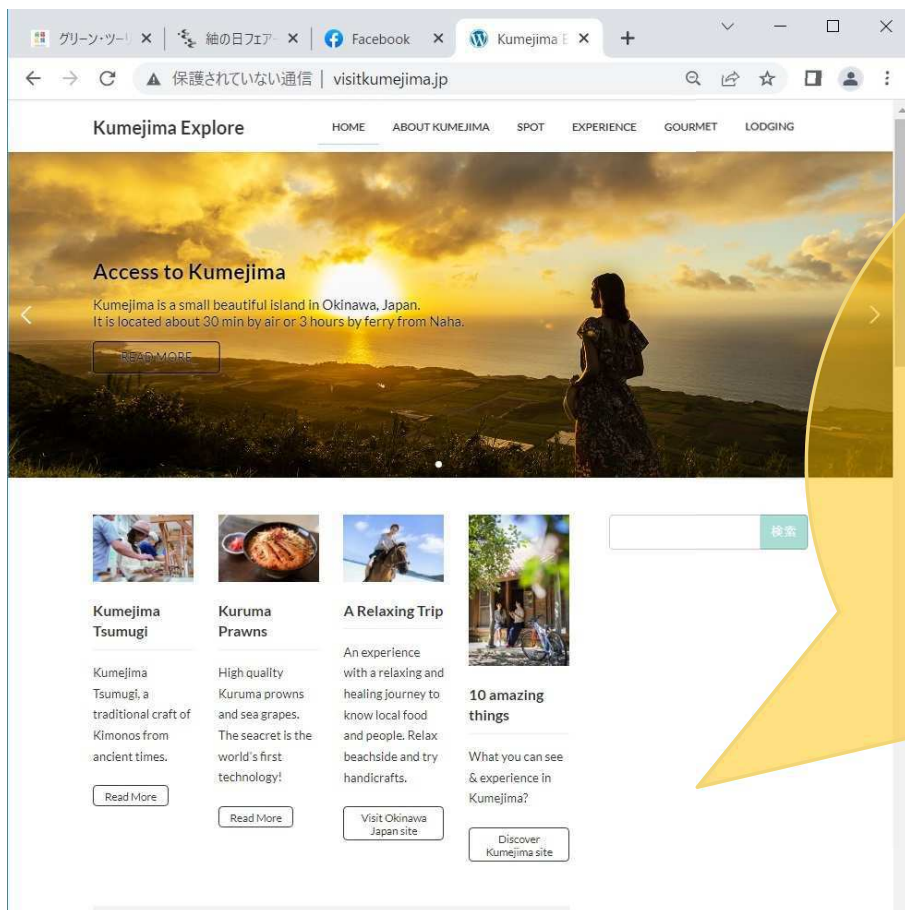 グリーン・ツーリ
紬の日フェアー
Facebook
Kumejima E
保護されていない通信 | visitkumejima.jp
Kumejima Explore
HOME ABOUT KUMEJIMA SPOT EXPERIENCE GOURMET LODGING
Access to Kumejima
Kumejima is a small beautiful island in Okinawa, Japan.
It is located about 30 min by air or 3 hours by ferry from Naha.
READ MORE
検索
Kumejima
Tsumugi
Kumejima
Tsumugi, a
traditional craft of
Kimonos from
ancient times.
Read More
Kuruma
Prawns
High quality
Kuruma prowns
and sea grapes.
The seacret is the
world's first
technology!
Read More
A Relaxing Trip
An experience
with a relaxing and
healing journey to
know local food
and people. Relax
beachside and try
handicrafts.
Visit Okinawa
Japan site
10 amazing
things
What you can see
& experience in
Kumejima?
Discover
Kumejima site